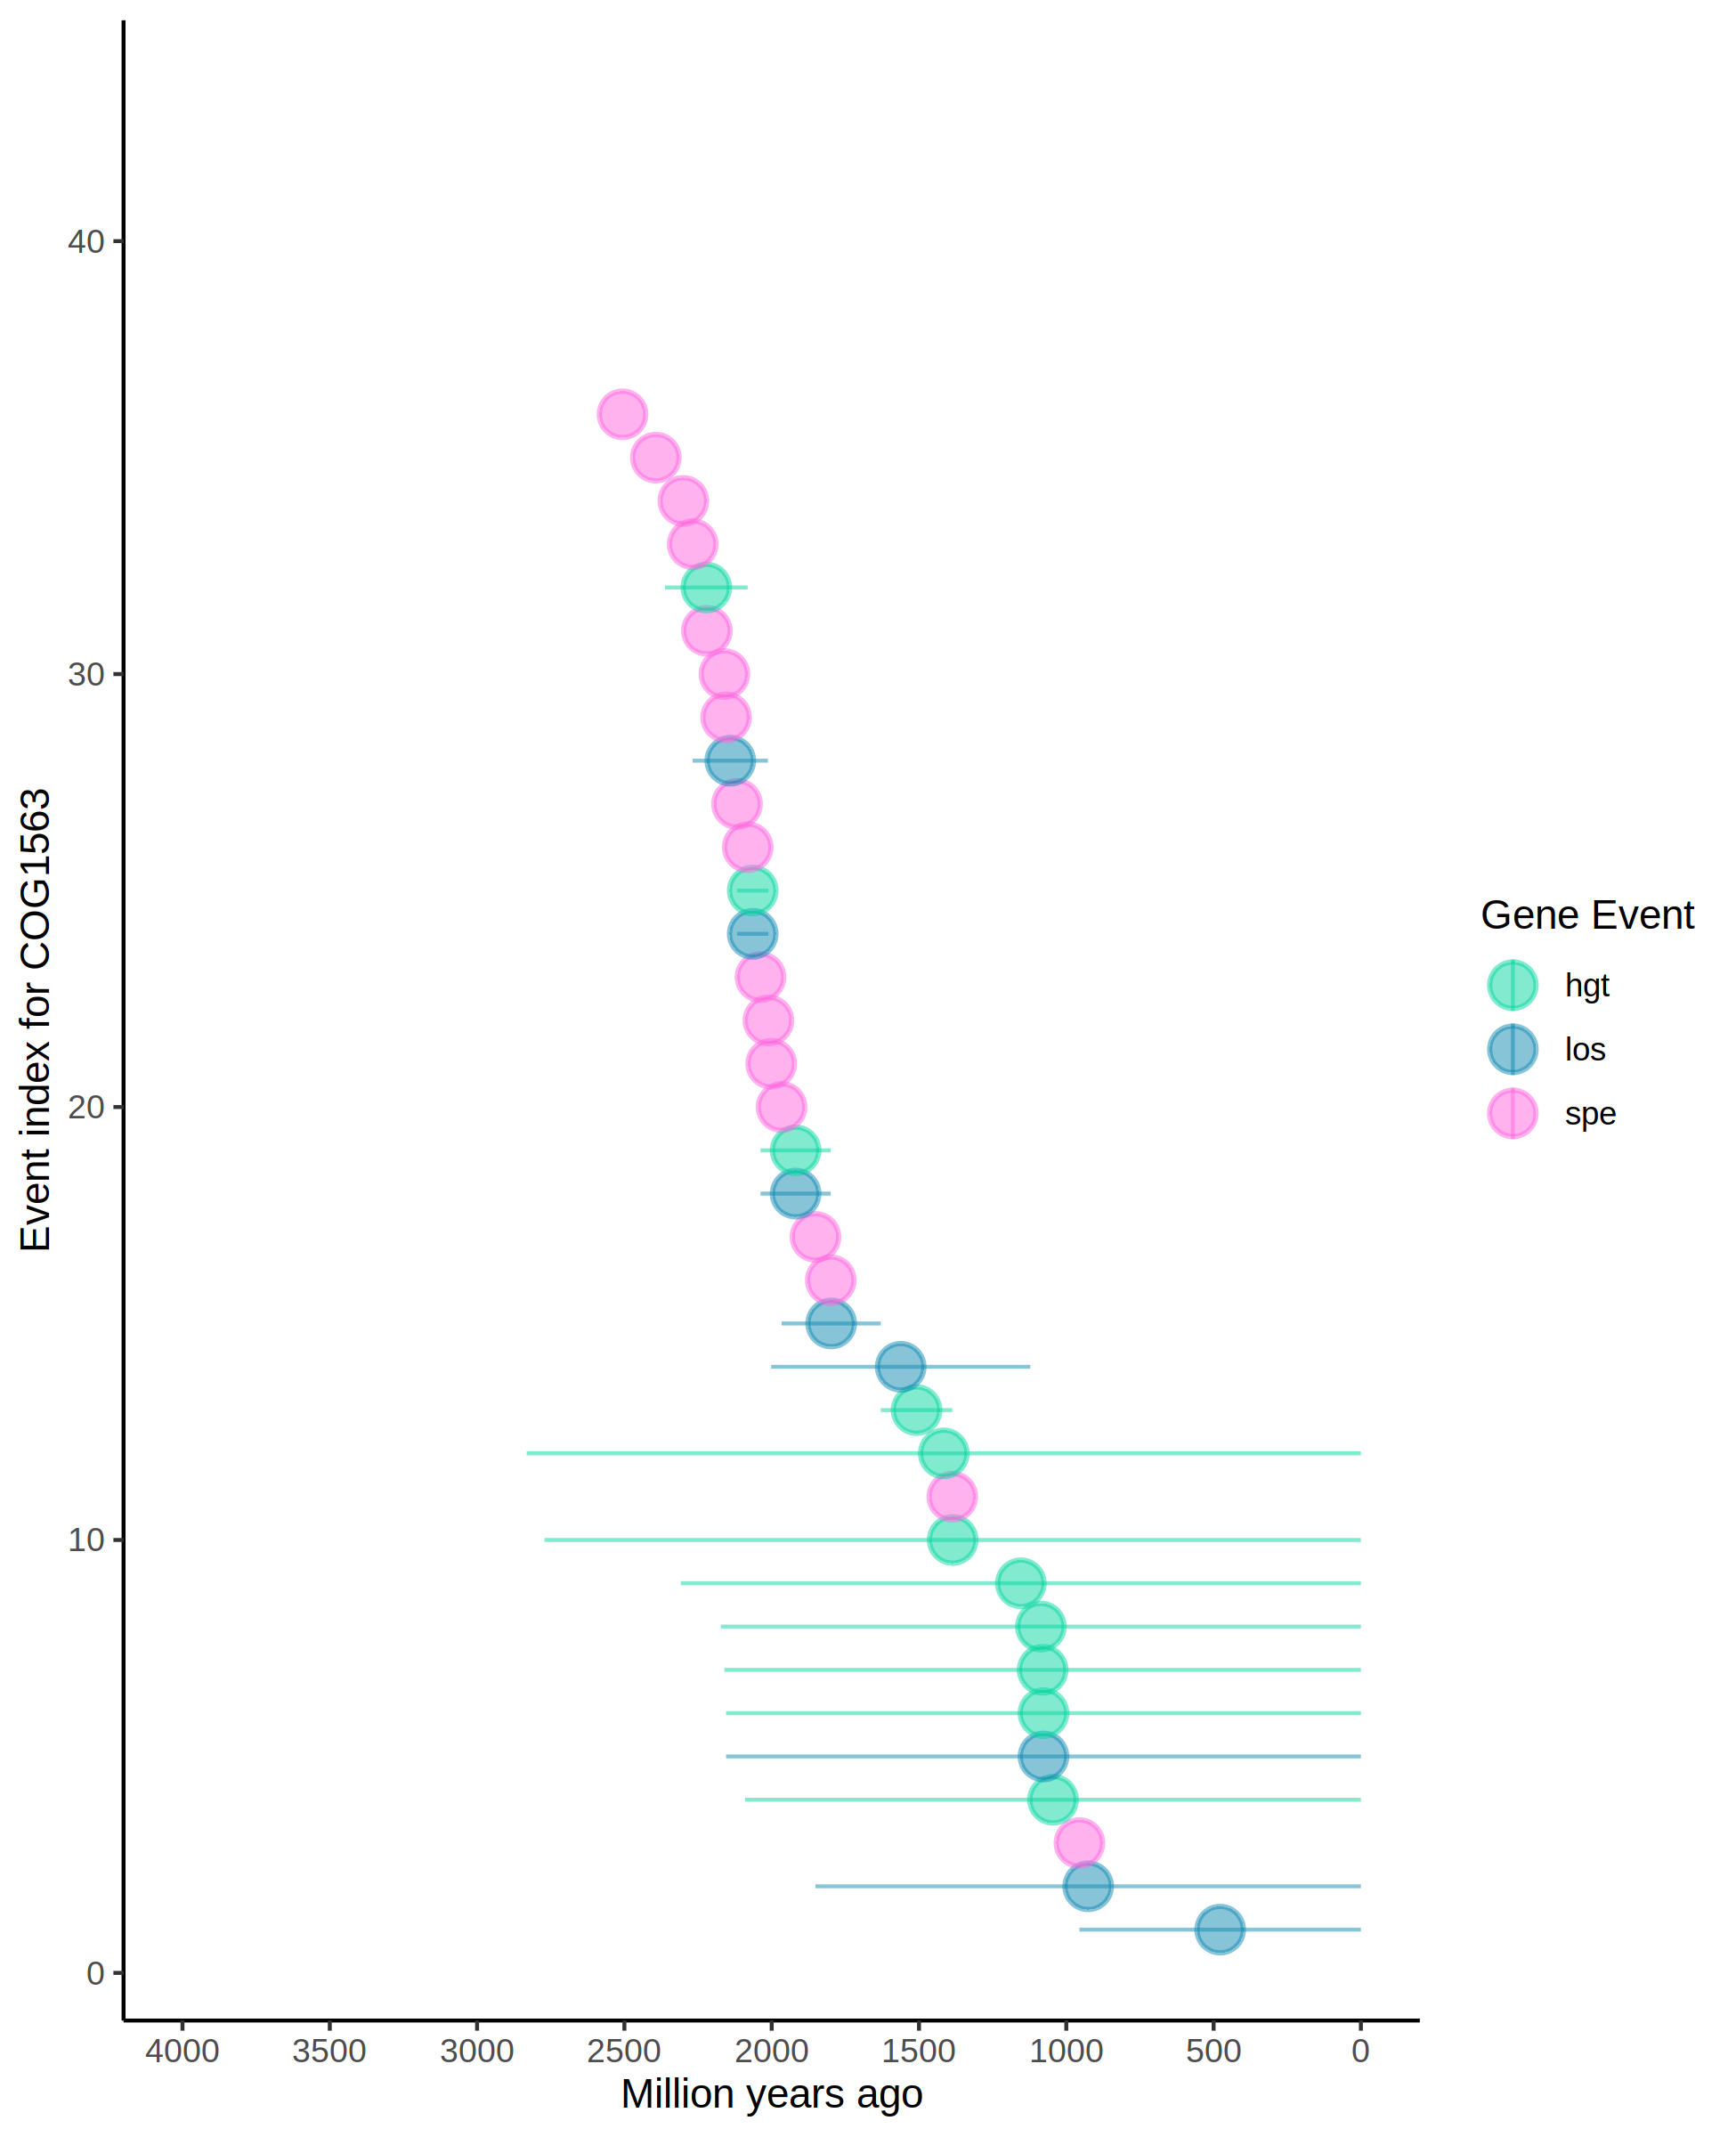 Event index for COG1563
40
30
20
10
0
4000 3500 3000 2500 2000 1500 1000 500 0
Million years ago
Gene Event
hgt
los
spe